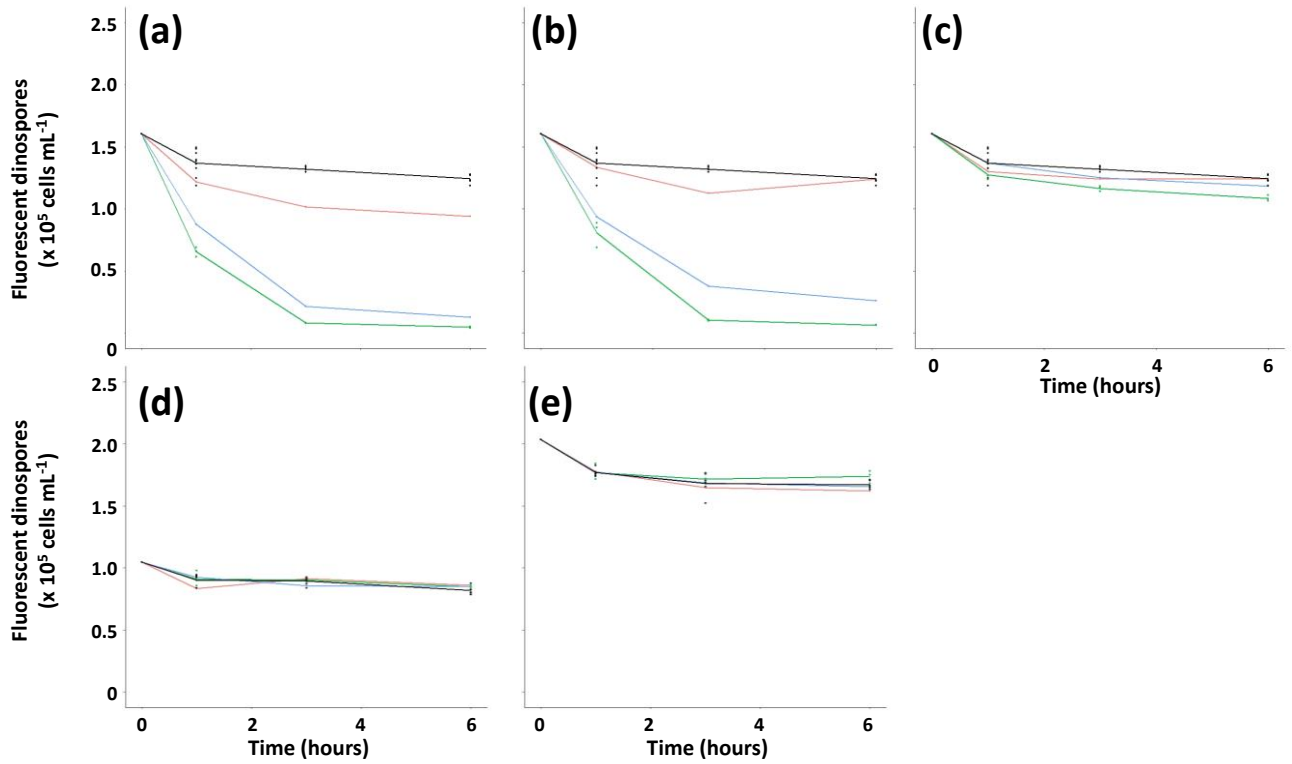 (a)
(b)
(c)
2.5
2.0
1.5
1.0
0.5
0
Fluorescent dinospores
(x 10⁵ cells mL⁻¹)
0 2 4 6
Time (hours)
(d)
(e)
2.5
2.0
1.5
1.0
0.5
0
Fluorescent dinospores
(x 10⁵ cells mL⁻¹)
0 2 4 6
Time (hours)
0 2 4 6
Time (hours)